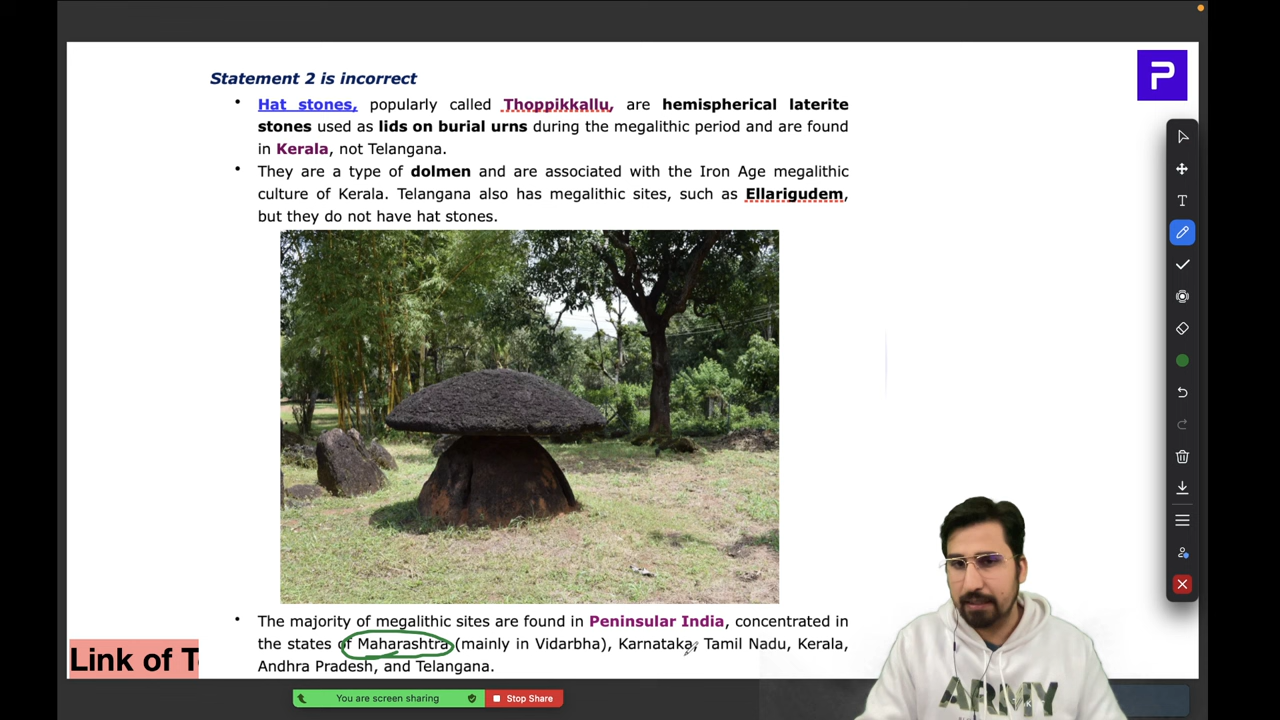 Statement 2 is incorrect
P
• Hat stones, popularly called Thoppikkallu, are hemispherical laterite
stones used as lids on burial urns during the megalithic period and are found
in Kerala, not Telangana.
• They are a type of dolmen and are associated with the Iron Age megalithic
culture of Kerala. Telangana also has megalithic sites, such as Ellarigudem,
but they do not have hat stones.
• The majority of megalithic sites are found in Peninsular India, concentrated in
the states of Maharashtra (mainly in Vidarbha), Karnataka, Tamil Nadu, Kerala,
Andhra Pradesh, and Telangana.
Link of T
You are screen sharing
Stop Share
ARMY